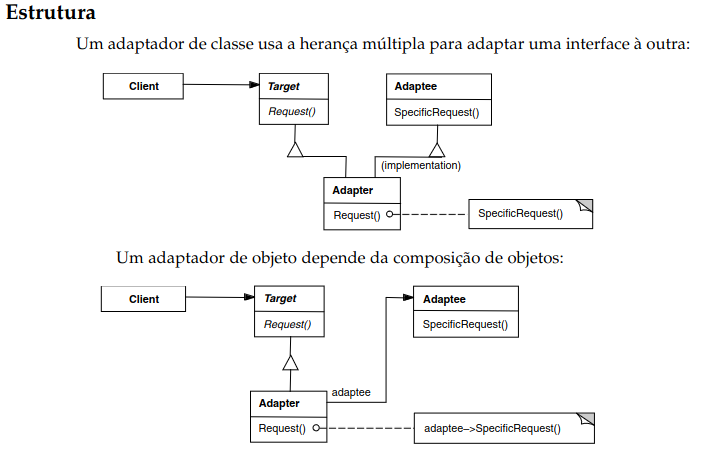 Estrutura
Um adaptador de classe usa a herança múltipla para adaptar uma interface à outra:
Client
Target
Request()
Adaptee
SpecificRequest()
(implementation)
Adapter
Request()
SpecificRequest()
Um adaptador de objeto depende da composição de objetos:
Client
Target
Request()
Adaptee
SpecificRequest()
adaptee
Adapter
Request()
adaptee–>SpecificRequest()